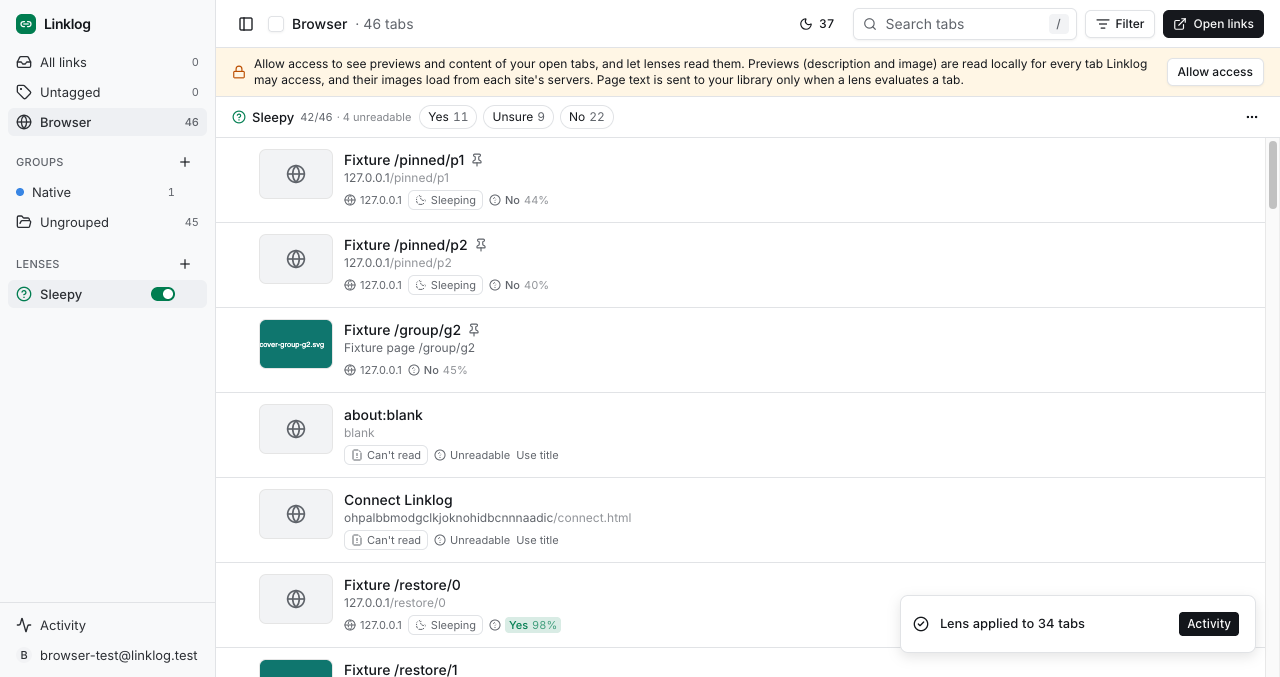 Linklog
All links 0
Untagged 0
Browser 46
GROUPS
Native 1
Ungrouped 45
LENSES
Sleepy
Activity
B browser-test@linklog.test
Browser · 46 tabs
37
Search tabs /
Filter
Open links
Allow access to see previews and content of your open tabs, and let lenses read them. Previews (description and image) are read locally for every tab Linklog
may access, and their images load from each site's servers. Page text is sent to your library only when a lens evaluates a tab.
Allow access
Sleepy 42/46 · 4 unreadable Yes 11 Unsure 9 No 22
Fixture /pinned/p1
127.0.0.1/pinned/p1
127.0.0.1 Sleeping No 44%
Fixture /pinned/p2
127.0.0.1/pinned/p2
127.0.0.1 Sleeping No 40%
cover-group-g2.svg
Fixture /group/g2
Fixture page /group/g2
127.0.0.1 No 45%
about:blank
blank
Can't read Unreadable Use title
Connect Linklog
ohpalbbmodgclkjoknohidbcnnnaadic/connect.html
Can't read Unreadable Use title
Fixture /restore/0
127.0.0.1/restore/0
127.0.0.1 Sleeping Yes 98%
Fixture /restore/1
Lens applied to 34 tabs
Activity